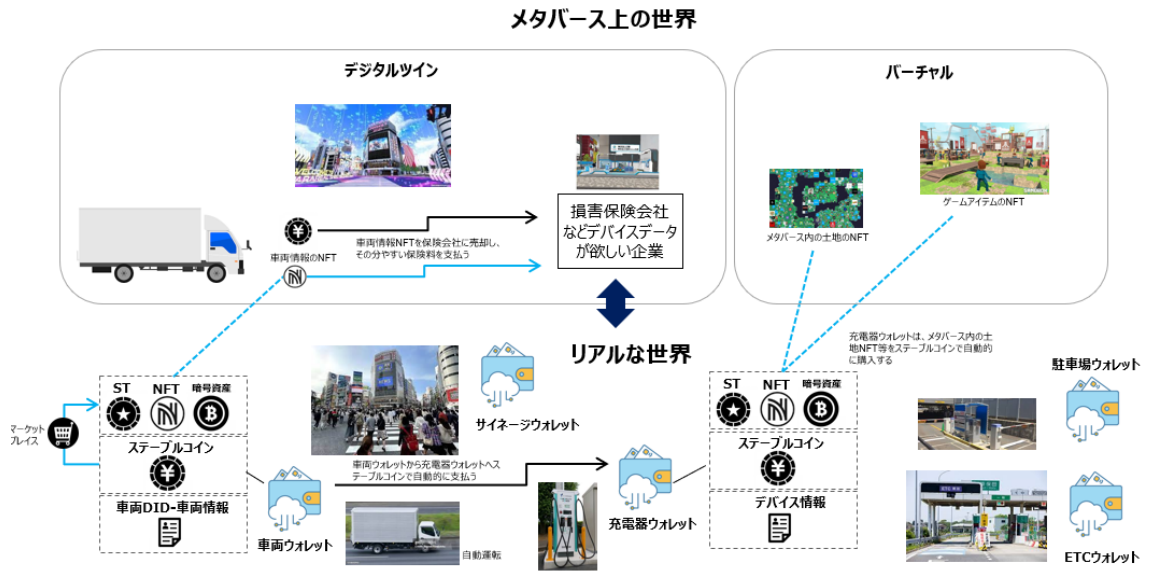 メタバース上の世界
デジタルツイン
バーチャル
ゲームアイテムのNFT
メタバース内の土地のNFT
損害保険会社
などデバイスデータ
が欲しい企業
車両情報NFTを保険会社に売却し、
その分やすい保険料を支払う
車両情報のNFT
リアルな世界
充電器ウォレットは、メタバース内の土
地NFT等をステーブルコインで自動的
に購入する
ST
NFT
暗号資産
マーケット
プレイス
ステーブルコイン
車両DID-車両情報
車両ウォレット
サイネージウォレット
車両ウォレットから充電器ウォレットへス
テーブルコインで自動的に支払う
自動運転
充電器ウォレット
ST
NFT
暗号資産
ステーブルコイン
デバイス情報
駐車場ウォレット
ETCウォレット